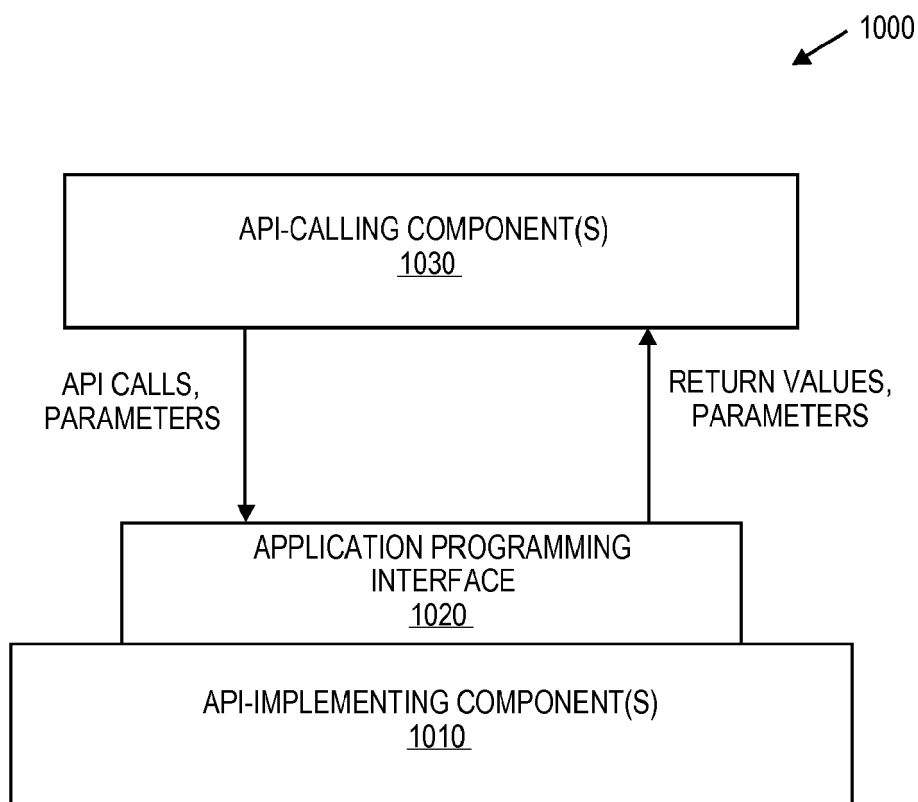 1000
API-CALLING COMPONENT(S)
1030
API CALLS,
PARAMETERS
RETURN VALUES,
PARAMETERS
APPLICATION PROGRAMMING
INTERFACE
1020
API-IMPLEMENTING COMPONENT(S)
1010